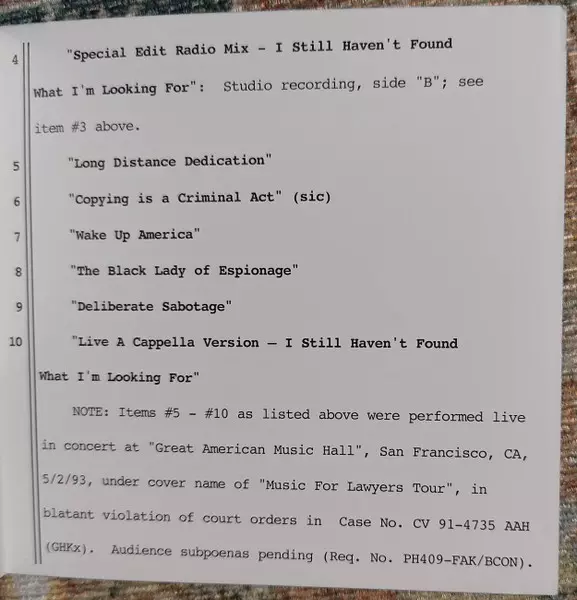 4 "Special Edit Radio Mix – I Still Haven't Found
What I'm Looking For": Studio recording, side "B"; see
item #3 above.
5 "Long Distance Dedication"
6 "Copying is a Criminal Act" (sic)
7 "Wake Up America"
8 "The Black Lady of Espionage"
9 "Deliberate Sabotage"
10 "Live A Cappella Version – I Still Haven't Found
What I'm Looking For"
NOTE: Items #5 - #10 as listed above were performed live
in concert at "Great American Music Hall", San Francisco, CA,
5/2/93, under cover name of "Music For Lawyers Tour", in
blatant violation of court orders in Case No. CV 91-4735 AAH
(GHKx). Audience subpoenas pending (Req. No. PH409-FAK/BCON).